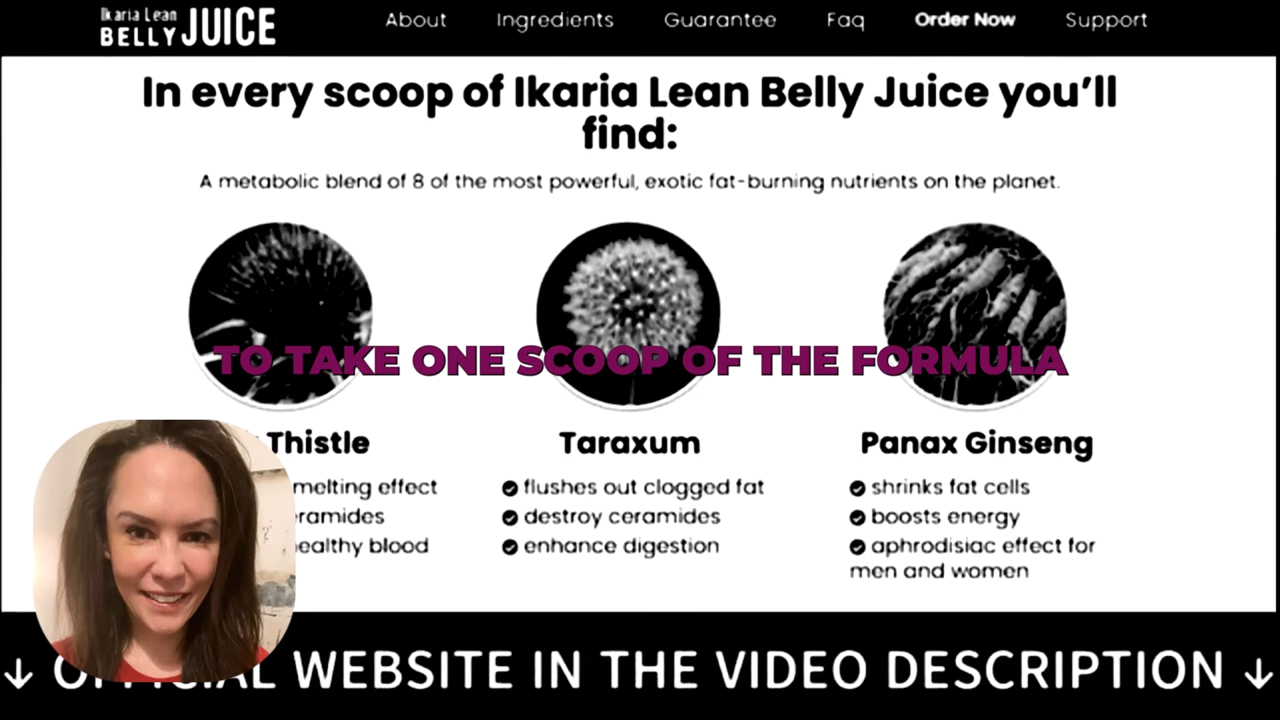 Ikaria Lean
BELLY JUICE
About Ingredients Guarantee Faq Order Now Support
In every scoop of Ikaria Lean Belly Juice you'll
find:
A metabolic blend of 8 of the most powerful, exotic fat-burning nutrients on the planet.
TO TAKE ONE SCOOP OF THE FORMULA
Thistle
melting effect
healthy blood
Taraxum
flushes out clogged fat
destroy ceramides
enhance digestion
Panax Ginseng
shrinks fat cells
boosts energy
aphrodisiac effect for
men and women
↓ OFFICIAL WEBSITE IN THE VIDEO DESCRIPTION ↓